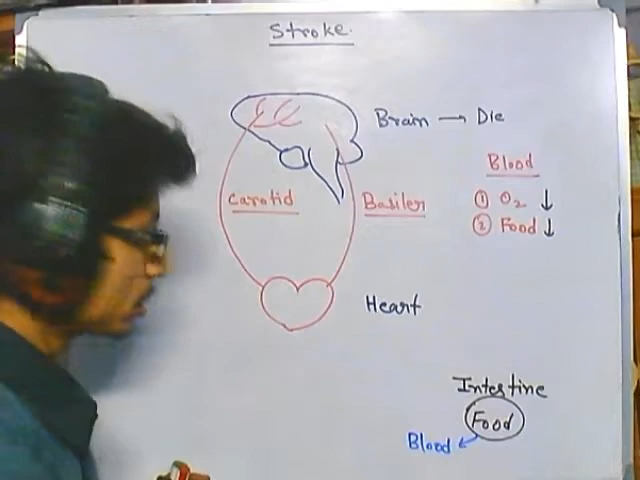 Stroke.
Brain → Die
Blood
Carotid
Basiler
① O₂ ↓
② Food ↓
Heart
Intestine
Food
Blood